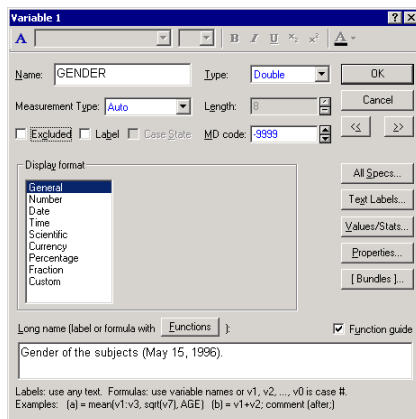 Variable 1
A B I U x₂ x² A
Name: GENDER Type: Double OK
Measurement Type: Auto Length: 8 Cancel
Excluded Label Case State MD code: -9999 << >>
Display format
General
Number
Date
Time
Scientific
Currency
Percentage
Fraction
Custom
All Specs...
Text Labels...
Values/Stats...
Properties...
[ Bundles ]...
Long name (label or formula with Functions ): Function guide
Gender of the subjects (May 15, 1996).
Labels: use any text. Formulas: use variable names or v1, v2, ..., v0 is case #.
Examples: (a) = mean(v1:v3, sqrt(v7), AGE) (b) = v1+v2; comment (after;)